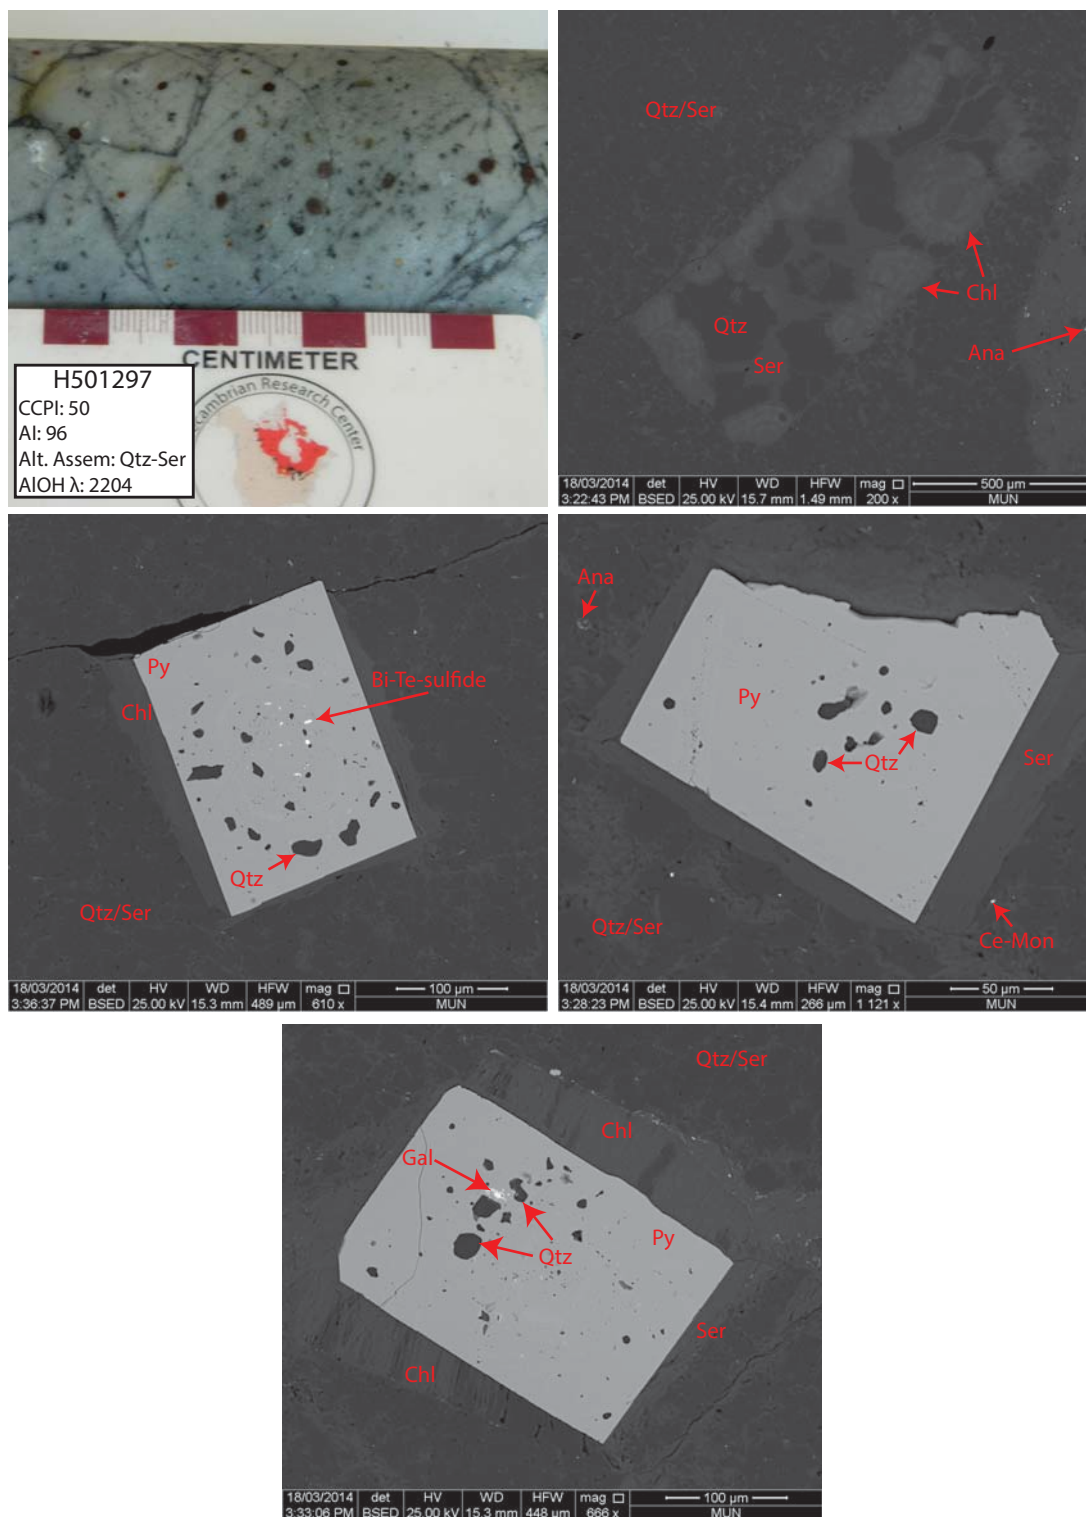 CENTIMETER
cambrian Research Center
H501297
CCPI: 50
AI: 96
Alt. Assem: Qtz-Ser
AlOH λ: 2204
Qtz/Ser
Chl
Qtz
Ser
Ana
18/03/2014 det HV WD HFW mag 500 µm
3:22:43 PM BSED 25.00 kV 15.7 mm 1.49 mm 200 x MUN
Py
Bi-Te-sulfide
Chl
Qtz
Qtz/Ser
18/03/2014 det HV WD HFW mag 100 µm
3:36:37 PM BSED 25.00 kV 15.3 mm 489 µm 610 x MUN
Ana
Py
Qtz
Ser
Qtz/Ser
Ce-Mon
18/03/2014 det HV WD HFW mag 50 µm
3:28:23 PM BSED 25.00 kV 15.4 mm 266 µm 1 121 x MUN
Qtz/Ser
Chl
Gal
Py
Qtz
Ser
Chl
18/03/2014 det HV WD HFW mag 100 µm
3:33:06 PM BSED 25.00 kV 15.3 mm 448 µm 666 x MUN